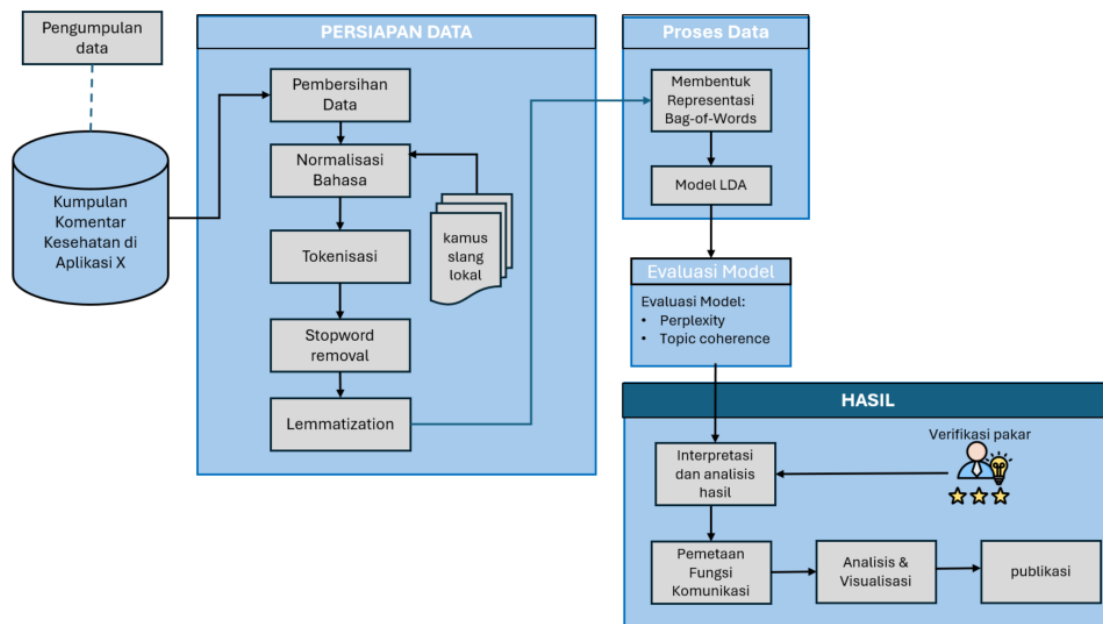 Pengumpulan
data
Kumpulan
Komentar
Kesehatan di
Aplikasi X
PERSIAPAN DATA
Pembersihan
Data
Normalisasi
Bahasa
kamus
slang
lokal
Tokenisasi
Stopword
removal
Lemmatization
Proses Data
Membentuk
Representasi
Bag-of-Words
Model LDA
Evaluasi Model
Evaluasi Model:
• Perplexity
• Topic coherence
HASIL
Verifikasi pakar
Interpretasi
dan analisis
hasil
Pemetaan
Fungsi
Komunikasi
Analisis &
Visualisasi
publikasi